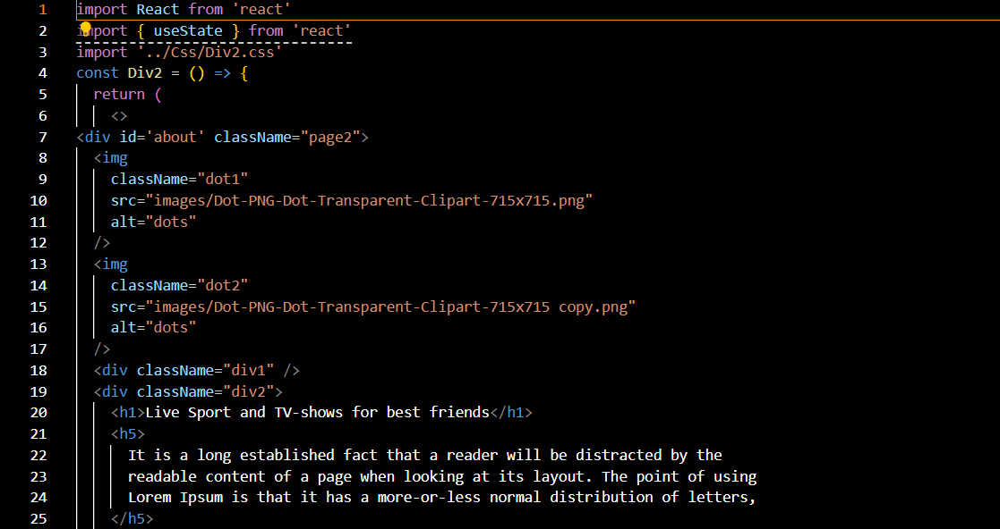 1 import React from 'react'
2 import { useState } from 'react'
3 import '../Css/Div2.css'
4 const Div2 = () => {
5   return (
6     <>
7 <div id='about' className="page2">
8   <img
9     className="dot1"
10     src="images/Dot-PNG-Dot-Transparent-Clipart-715x715.png"
11     alt="dots"
12   />
13   <img
14     className="dot2"
15     src="images/Dot-PNG-Dot-Transparent-Clipart-715x715 copy.png"
16     alt="dots"
17   />
18   <div className="div1" />
19   <div className="div2">
20     <h1>Live Sport and TV-shows for best friends</h1>
21     <h5>
22       It is a long established fact that a reader will be distracted by the
23       readable content of a page when looking at its layout. The point of using
24       Lorem Ipsum is that it has a more-or-less normal distribution of letters,
25     </h5>